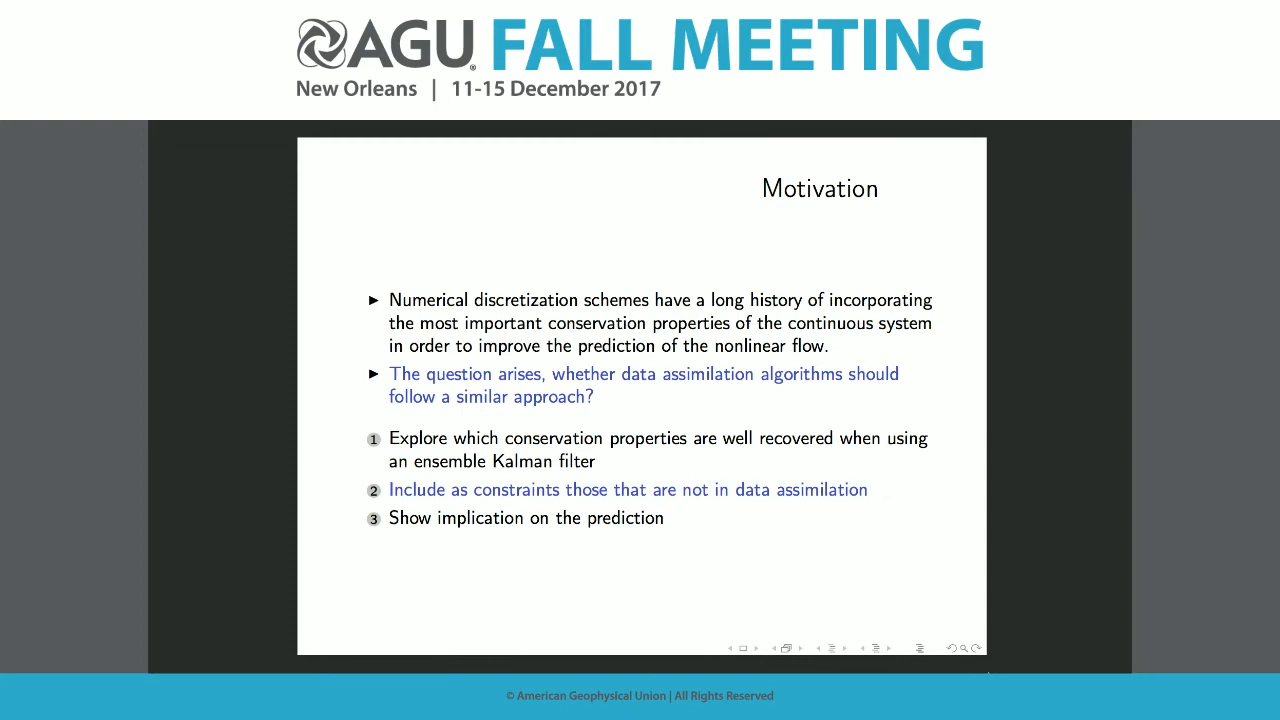 AGU FALL MEETING
New Orleans | 11-15 December 2017
Motivation
Numerical discretization schemes have a long history of incorporating
the most important conservation properties of the continuous system
in order to improve the prediction of the nonlinear flow.
The question arises, whether data assimilation algorithms should
follow a similar approach?
1 Explore which conservation properties are well recovered when using
an ensemble Kalman filter
2 Include as constraints those that are not in data assimilation
3 Show implication on the prediction
© American Geophysical Union | All Rights Reserved